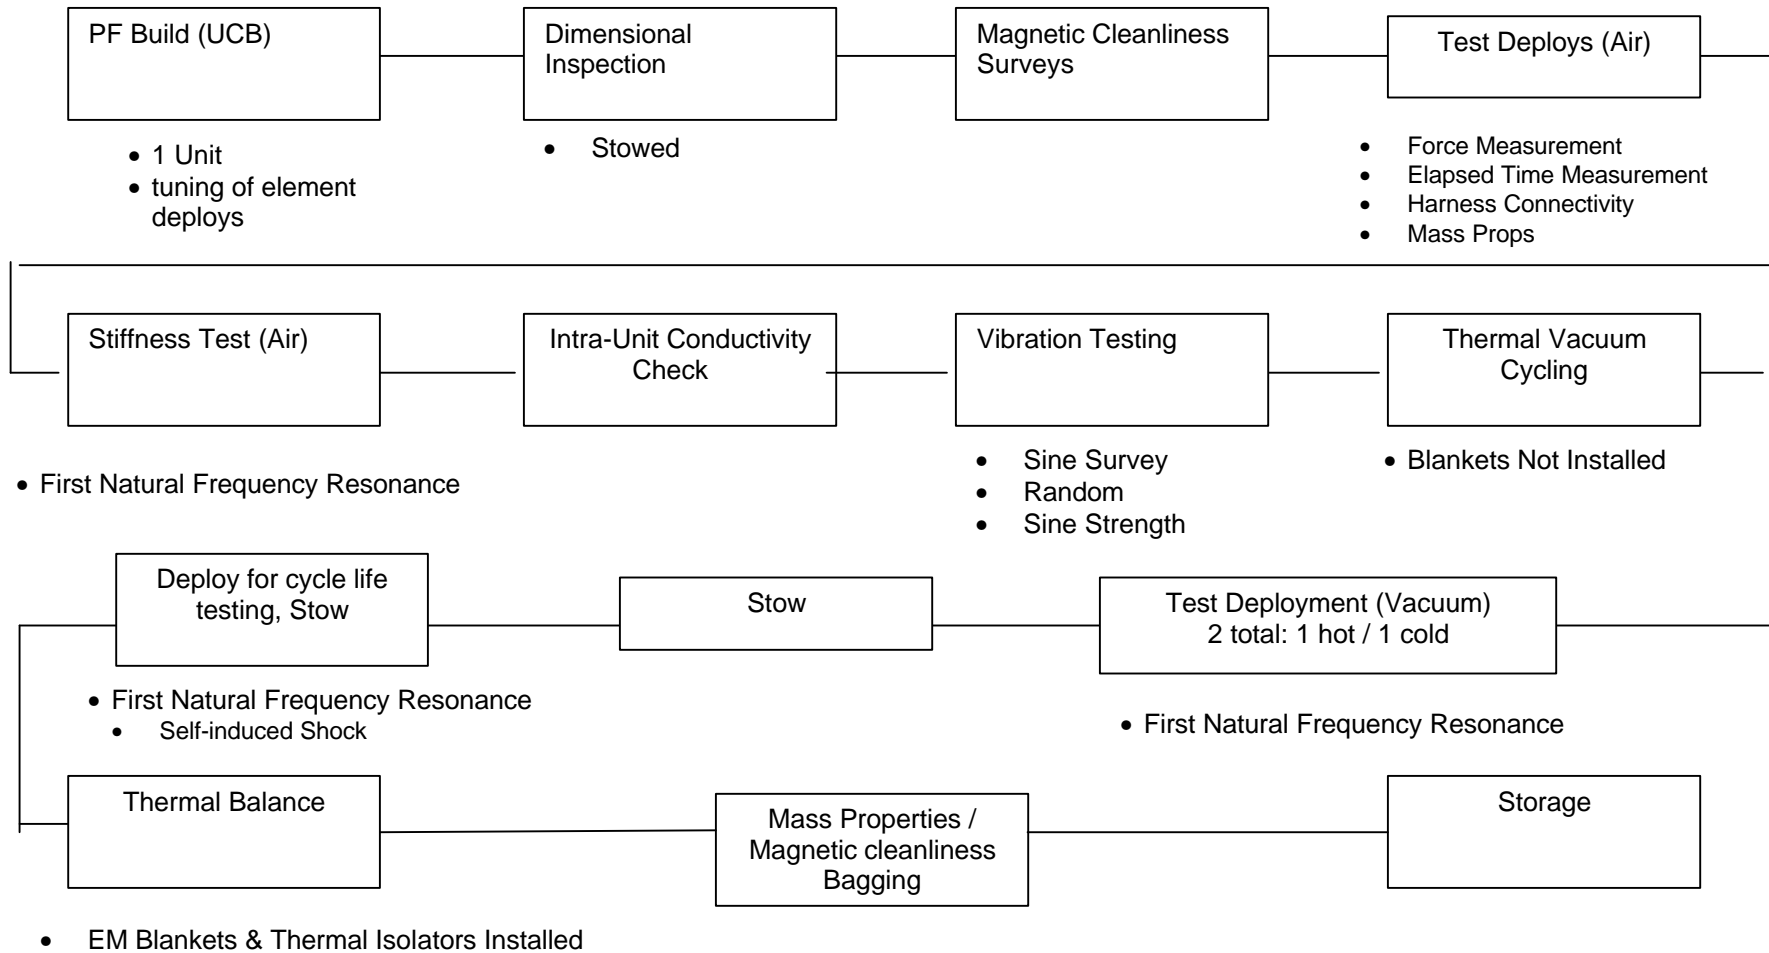 PF Build (UCB)
Dimensional
Inspection
Magnetic Cleanliness
Surveys
Test Deploys (Air)
• 1 Unit
• tuning of element
deploys
• Stowed
• Force Measurement
• Elapsed Time Measurement
• Harness Connectivity
• Mass Props
Stiffness Test (Air)
Intra-Unit Conductivity
Check
Vibration Testing
Thermal Vacuum
Cycling
• First Natural Frequency Resonance
• Sine Survey
• Random
• Sine Strength
• Blankets Not Installed
Deploy for cycle life
testing, Stow
Stow
Test Deployment (Vacuum)
2 total: 1 hot / 1 cold
• First Natural Frequency Resonance
• Self-induced Shock
• First Natural Frequency Resonance
Thermal Balance
Mass Properties /
Magnetic cleanliness
Bagging
Storage
• EM Blankets & Thermal Isolators Installed